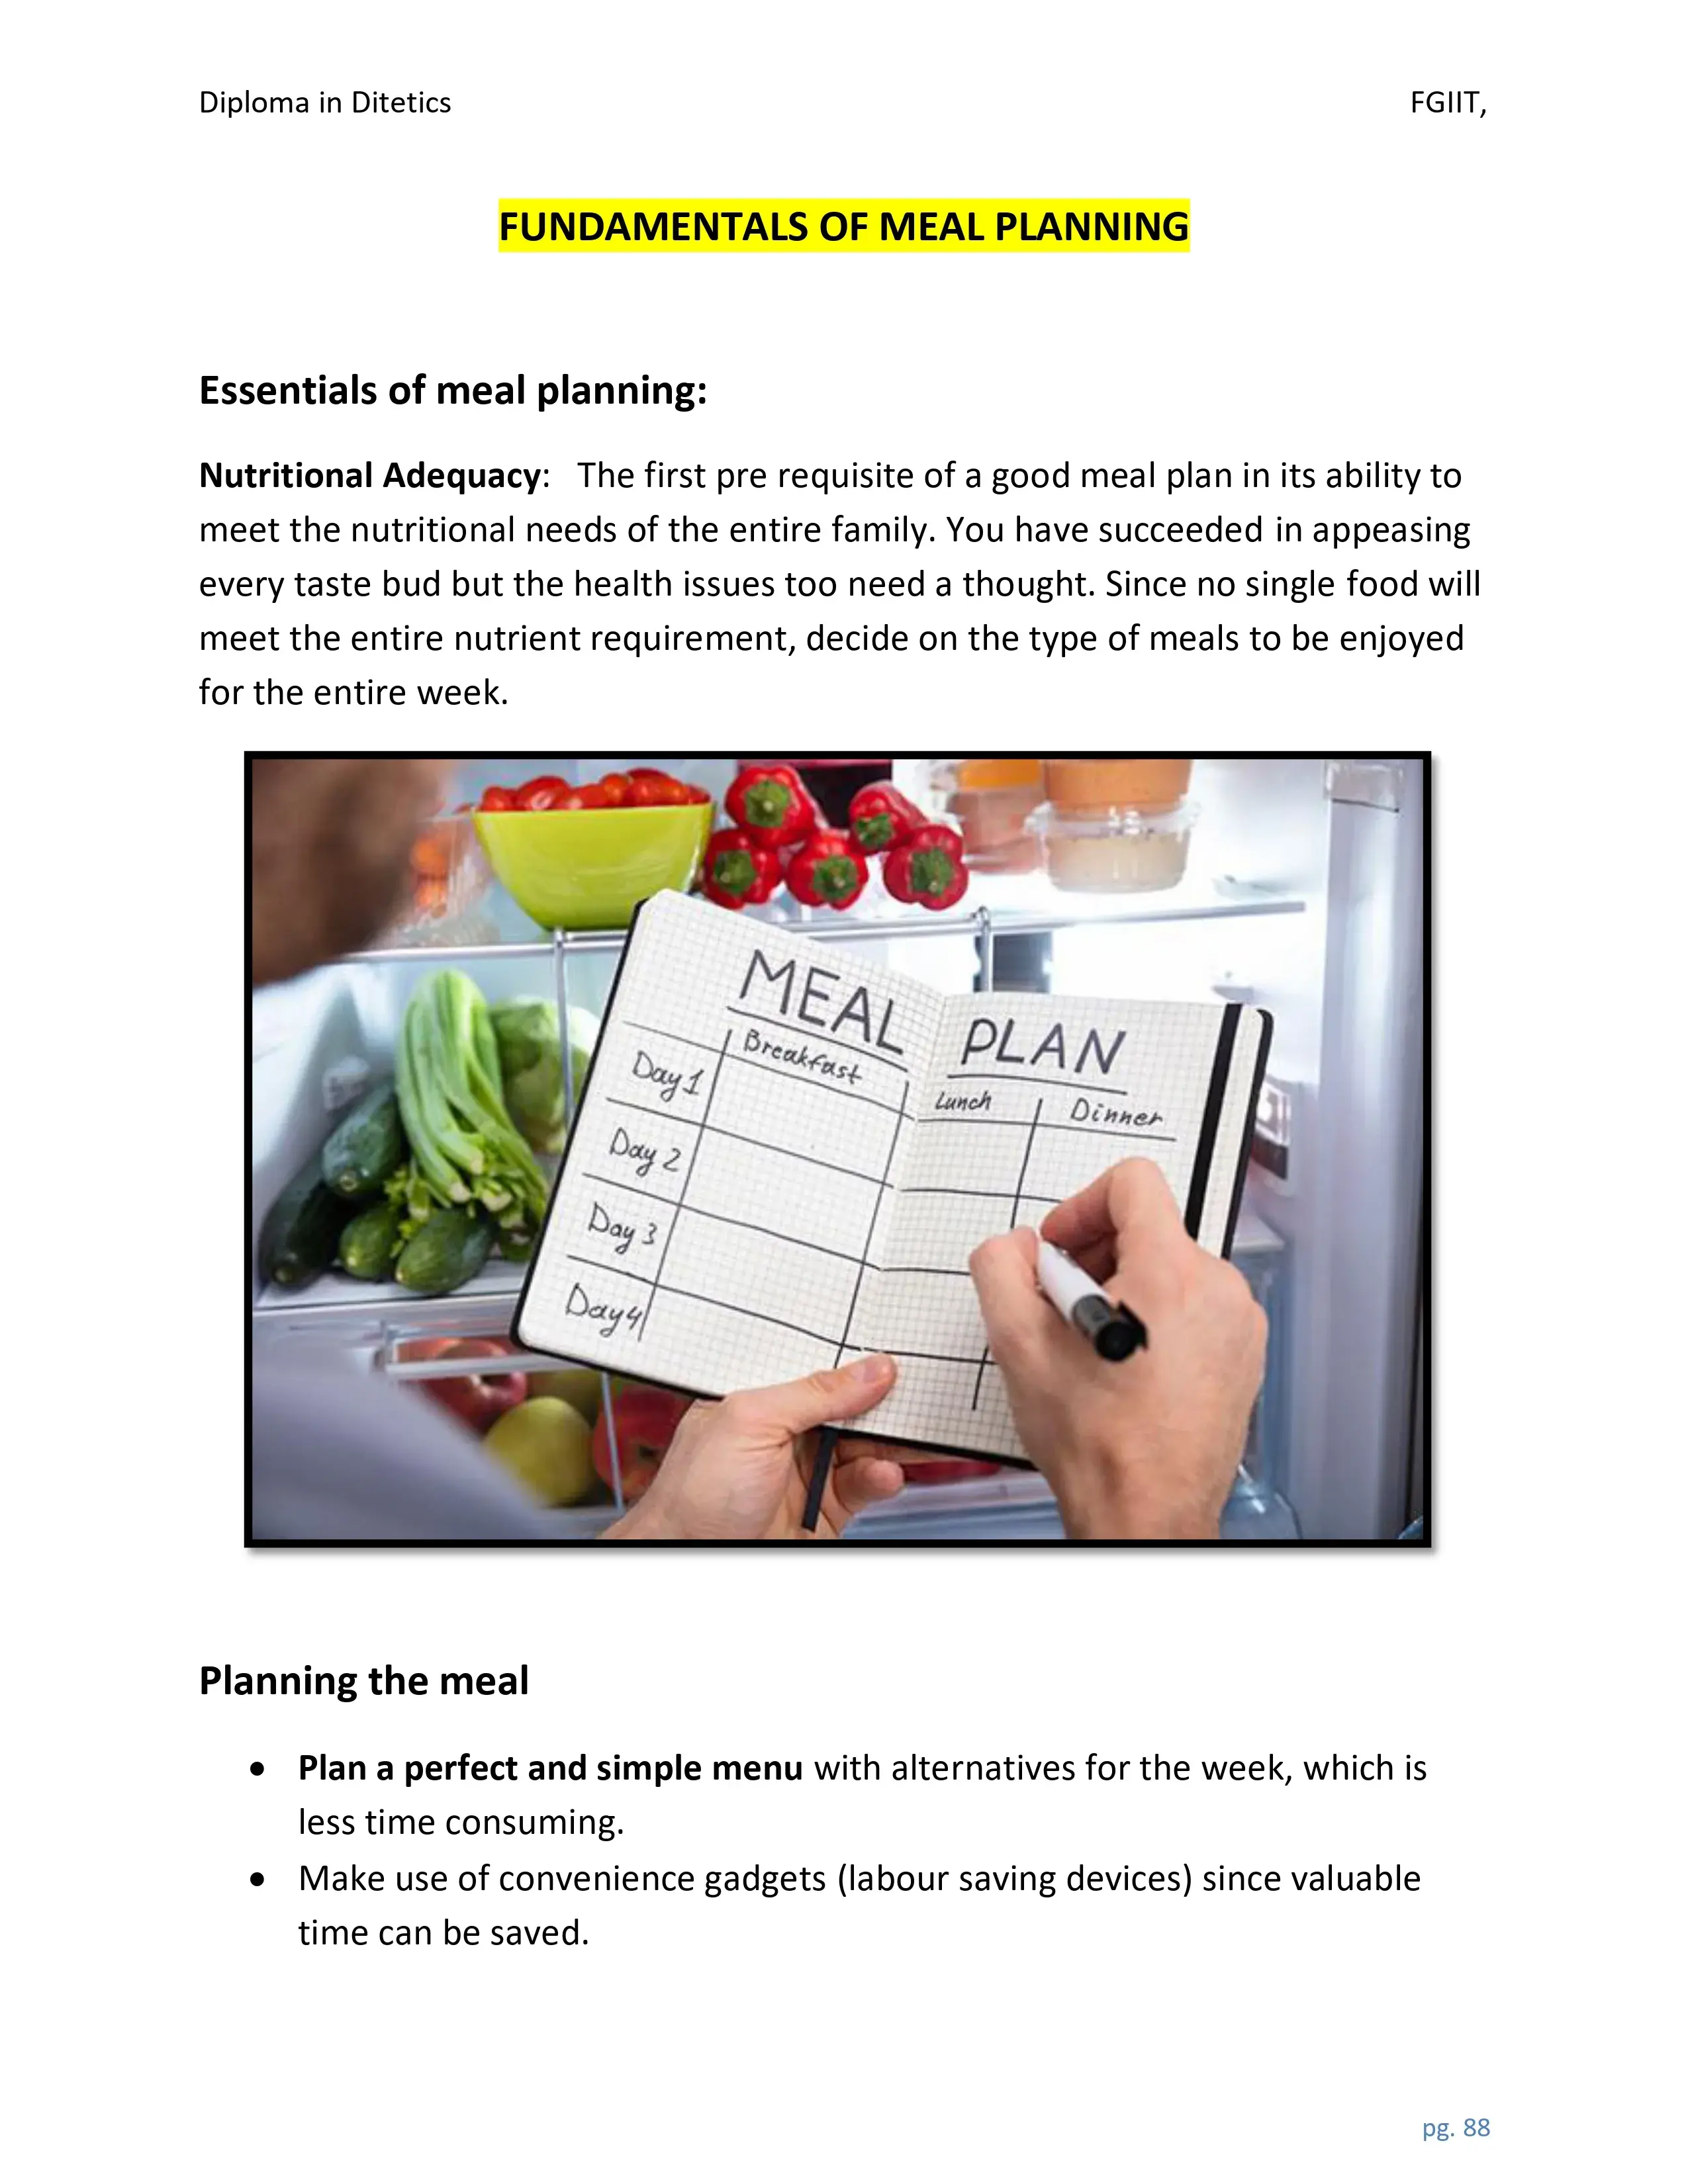 Diploma in Ditetics FGIIT,
FUNDAMENTALS OF MEAL PLANNING
Essentials of meal planning:
Nutritional Adequacy: The first pre requisite of a good meal plan in its ability to
meet the nutritional needs of the entire family. You have succeeded in appeasing
every taste bud but the health issues too need a thought. Since no single food will
meet the entire nutrient requirement, decide on the type of meals to be enjoyed
for the entire week.
MEAL PLAN
Breakfast Lunch Dinner
Day 1
Day 2
Day 3
Day 4
Planning the meal
• Plan a perfect and simple menu with alternatives for the week, which is
less time consuming.
• Make use of convenience gadgets (labour saving devices) since valuable
time can be saved.
pg. 88